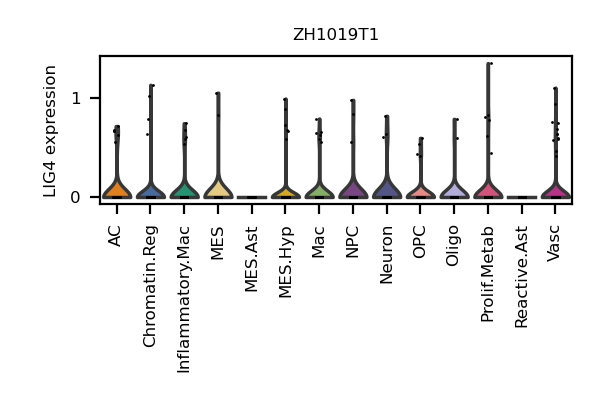 ZH1019T1
LIG4 expression
1
0
AC
Chromatin.Reg
Inflammatory.Mac
MES
MES.Ast
MES.Hyp
Mac
NPC
Neuron
OPC
Oligo
Prolif.Metab
Reactive.Ast
Vasc